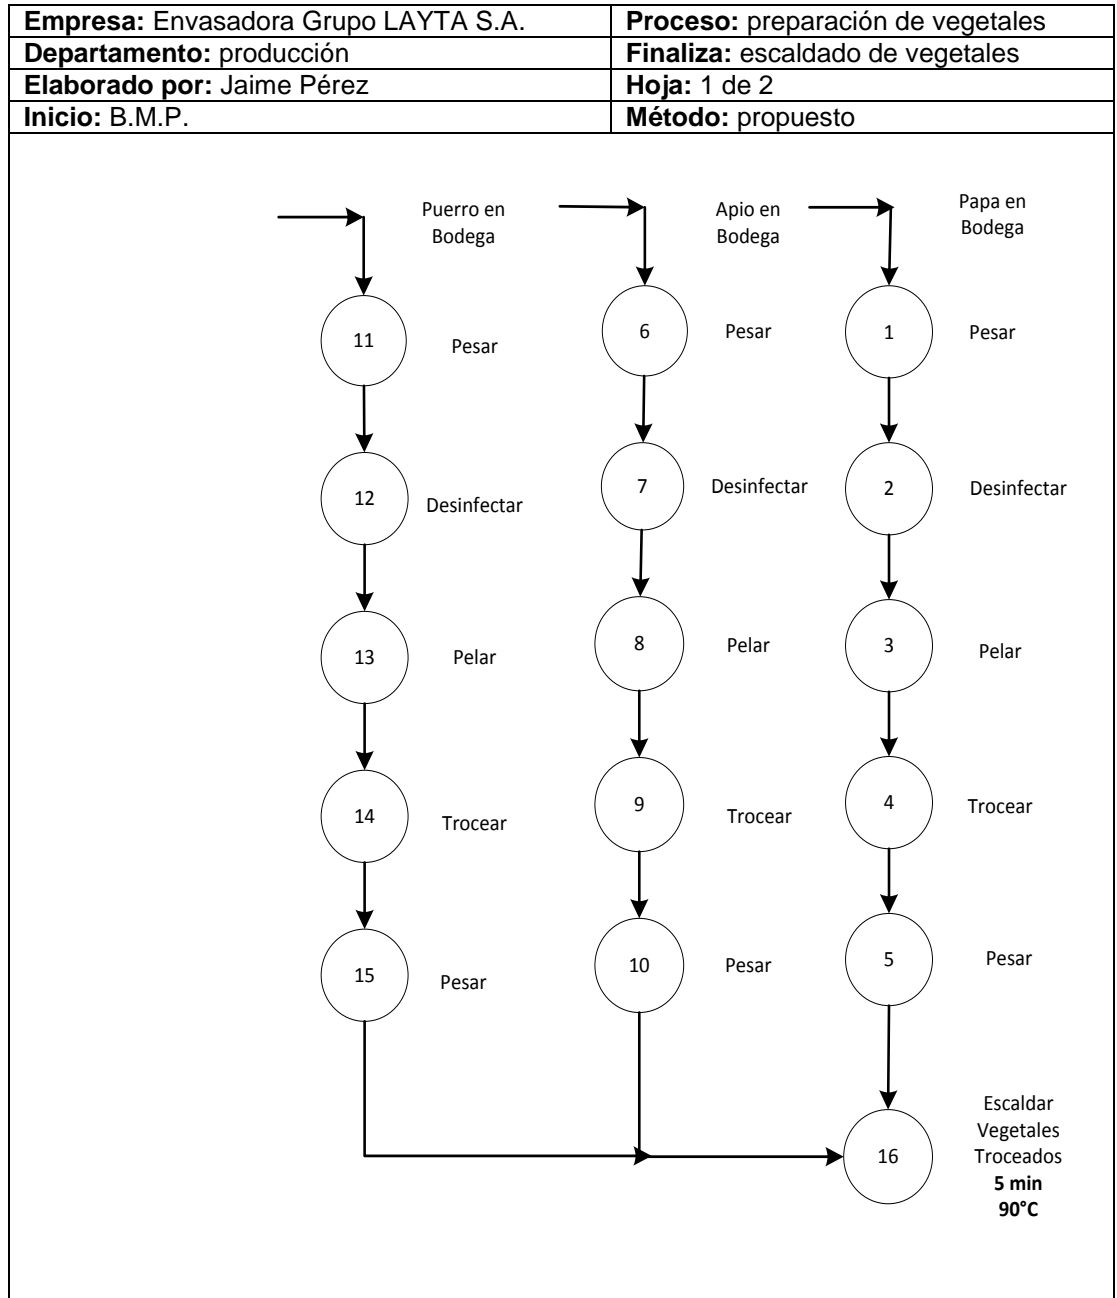 Empresa: Envasadora Grupo LAYTA S.A.
Proceso: preparación de vegetales
Departamento: producción
Finaliza: escaldado de vegetales
Elaborado por: Jaime Pérez
Hoja: 1 de 2
Inicio: B.M.P.
Método: propuesto
Puerro en
Bodega
Apio en
Bodega
Papa en
Bodega
11
Pesar
6
Pesar
1
Pesar
12
Desinfectar
7
Desinfectar
2
Desinfectar
13
Pelar
8
Pelar
3
Pelar
14
Trocear
9
Trocear
4
Trocear
15
Pesar
10
Pesar
5
Pesar
16
Escaldar
Vegetales
Troceados
5 min
90°C